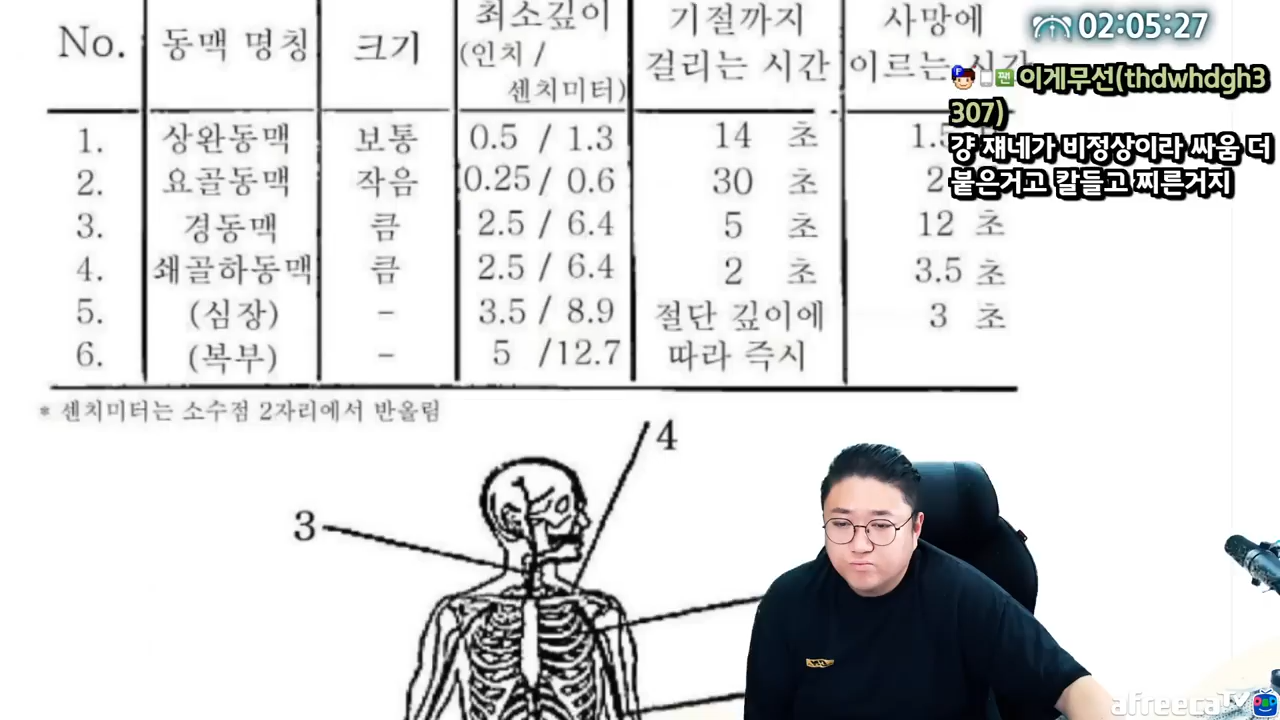 No. 동맥 명칭 크기 최소깊이 (인치 / 센치미터) 기절까지 걸리는 시간 사망에 이르는 시간
1. 상완동맥 보통 0.5 / 1.3 14 초
2. 요골동맥 작음 0.25 / 0.6 30 초
3. 경동맥 큼 2.5 / 6.4 5 초 12 초
4. 쇄골하동맥 큼 2.5 / 6.4 2 초 3.5 초
5. (심장) - 3.5 / 8.9 절단 깊이에 3 초
6. (복부) - 5 /12.7 따라 즉시
* 센치미터는 소수점 2자리에서 반올림
3
4
02:05:27
이게무선(thdwhdgh3
307)
걍 쟤네가 비정상이라 싸움 더
붙은거고 칼들고 찌른거지
afreecaTV